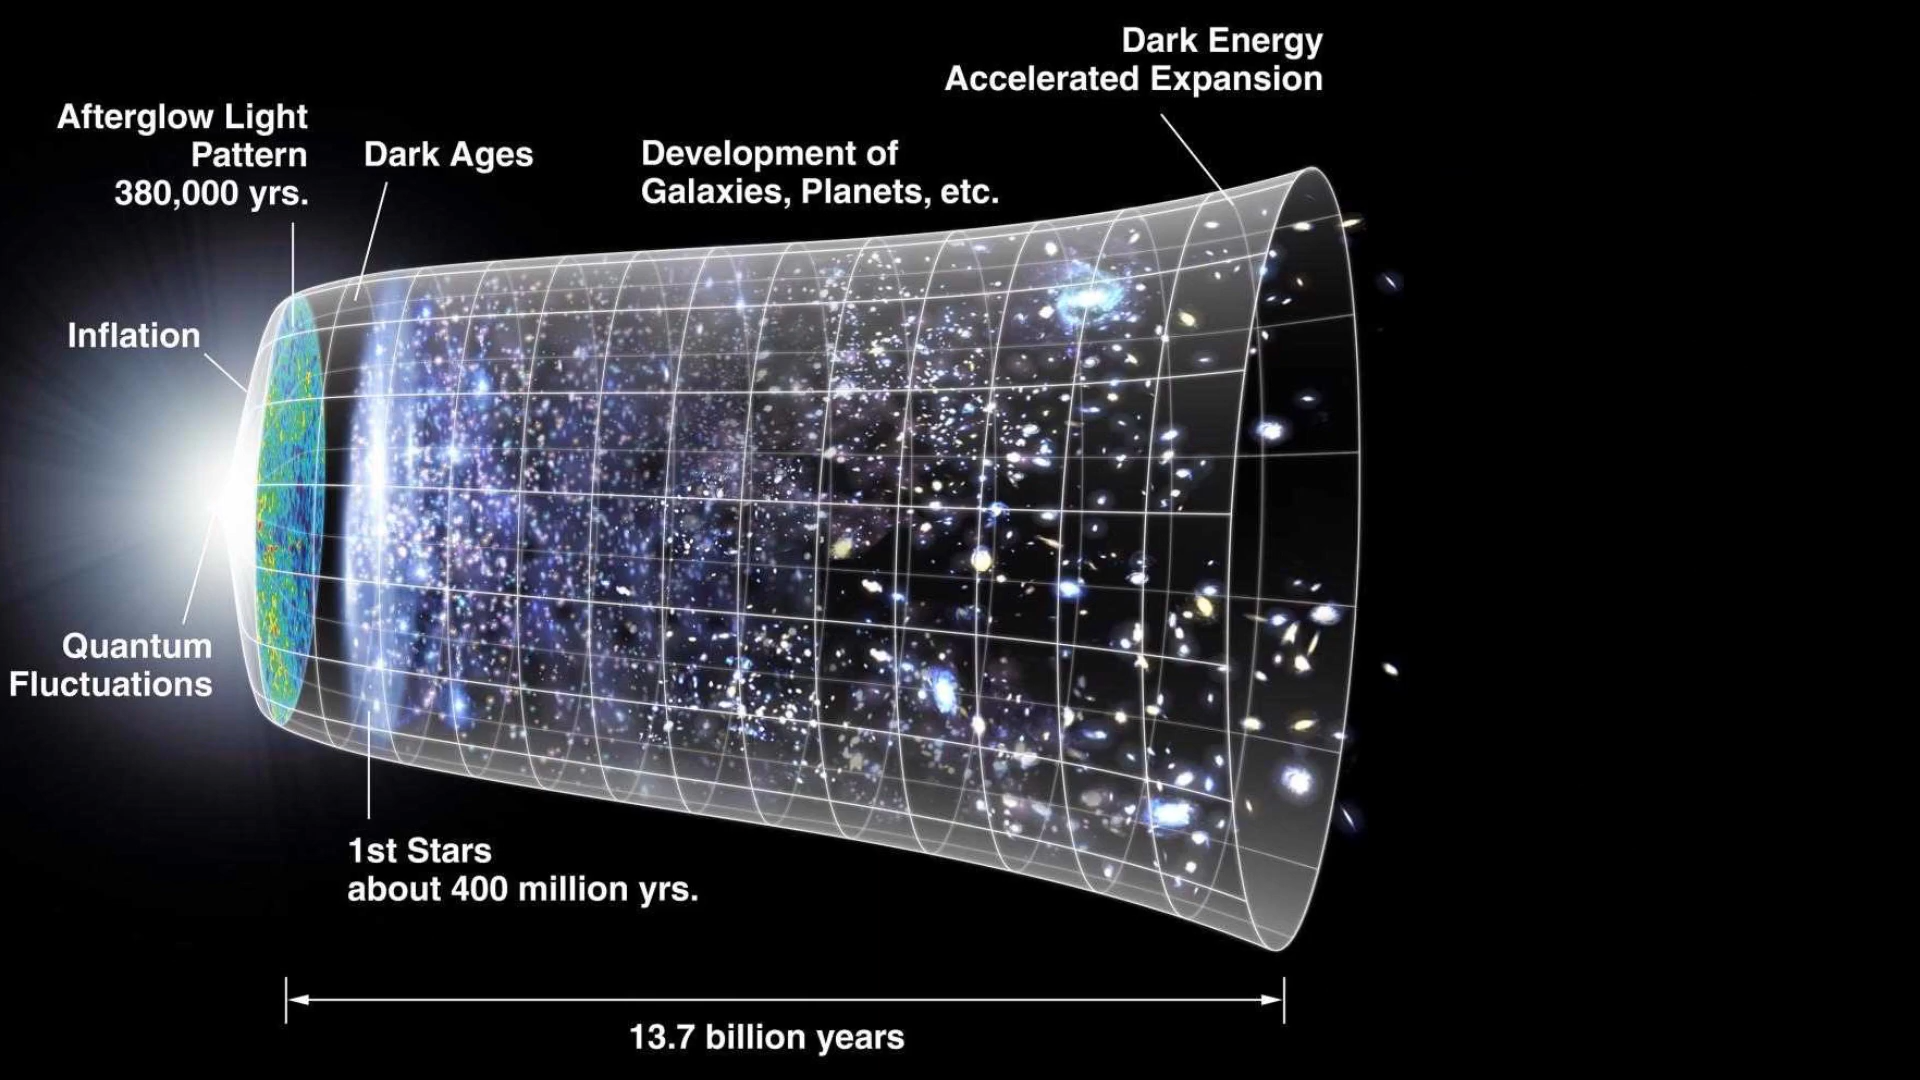 Dark Energy
Accelerated Expansion
Afterglow Light
Pattern
380,000 yrs.
Dark Ages
Development of
Galaxies, Planets, etc.
Inflation
Quantum
Fluctuations
1st Stars
about 400 million yrs.
13.7 billion years